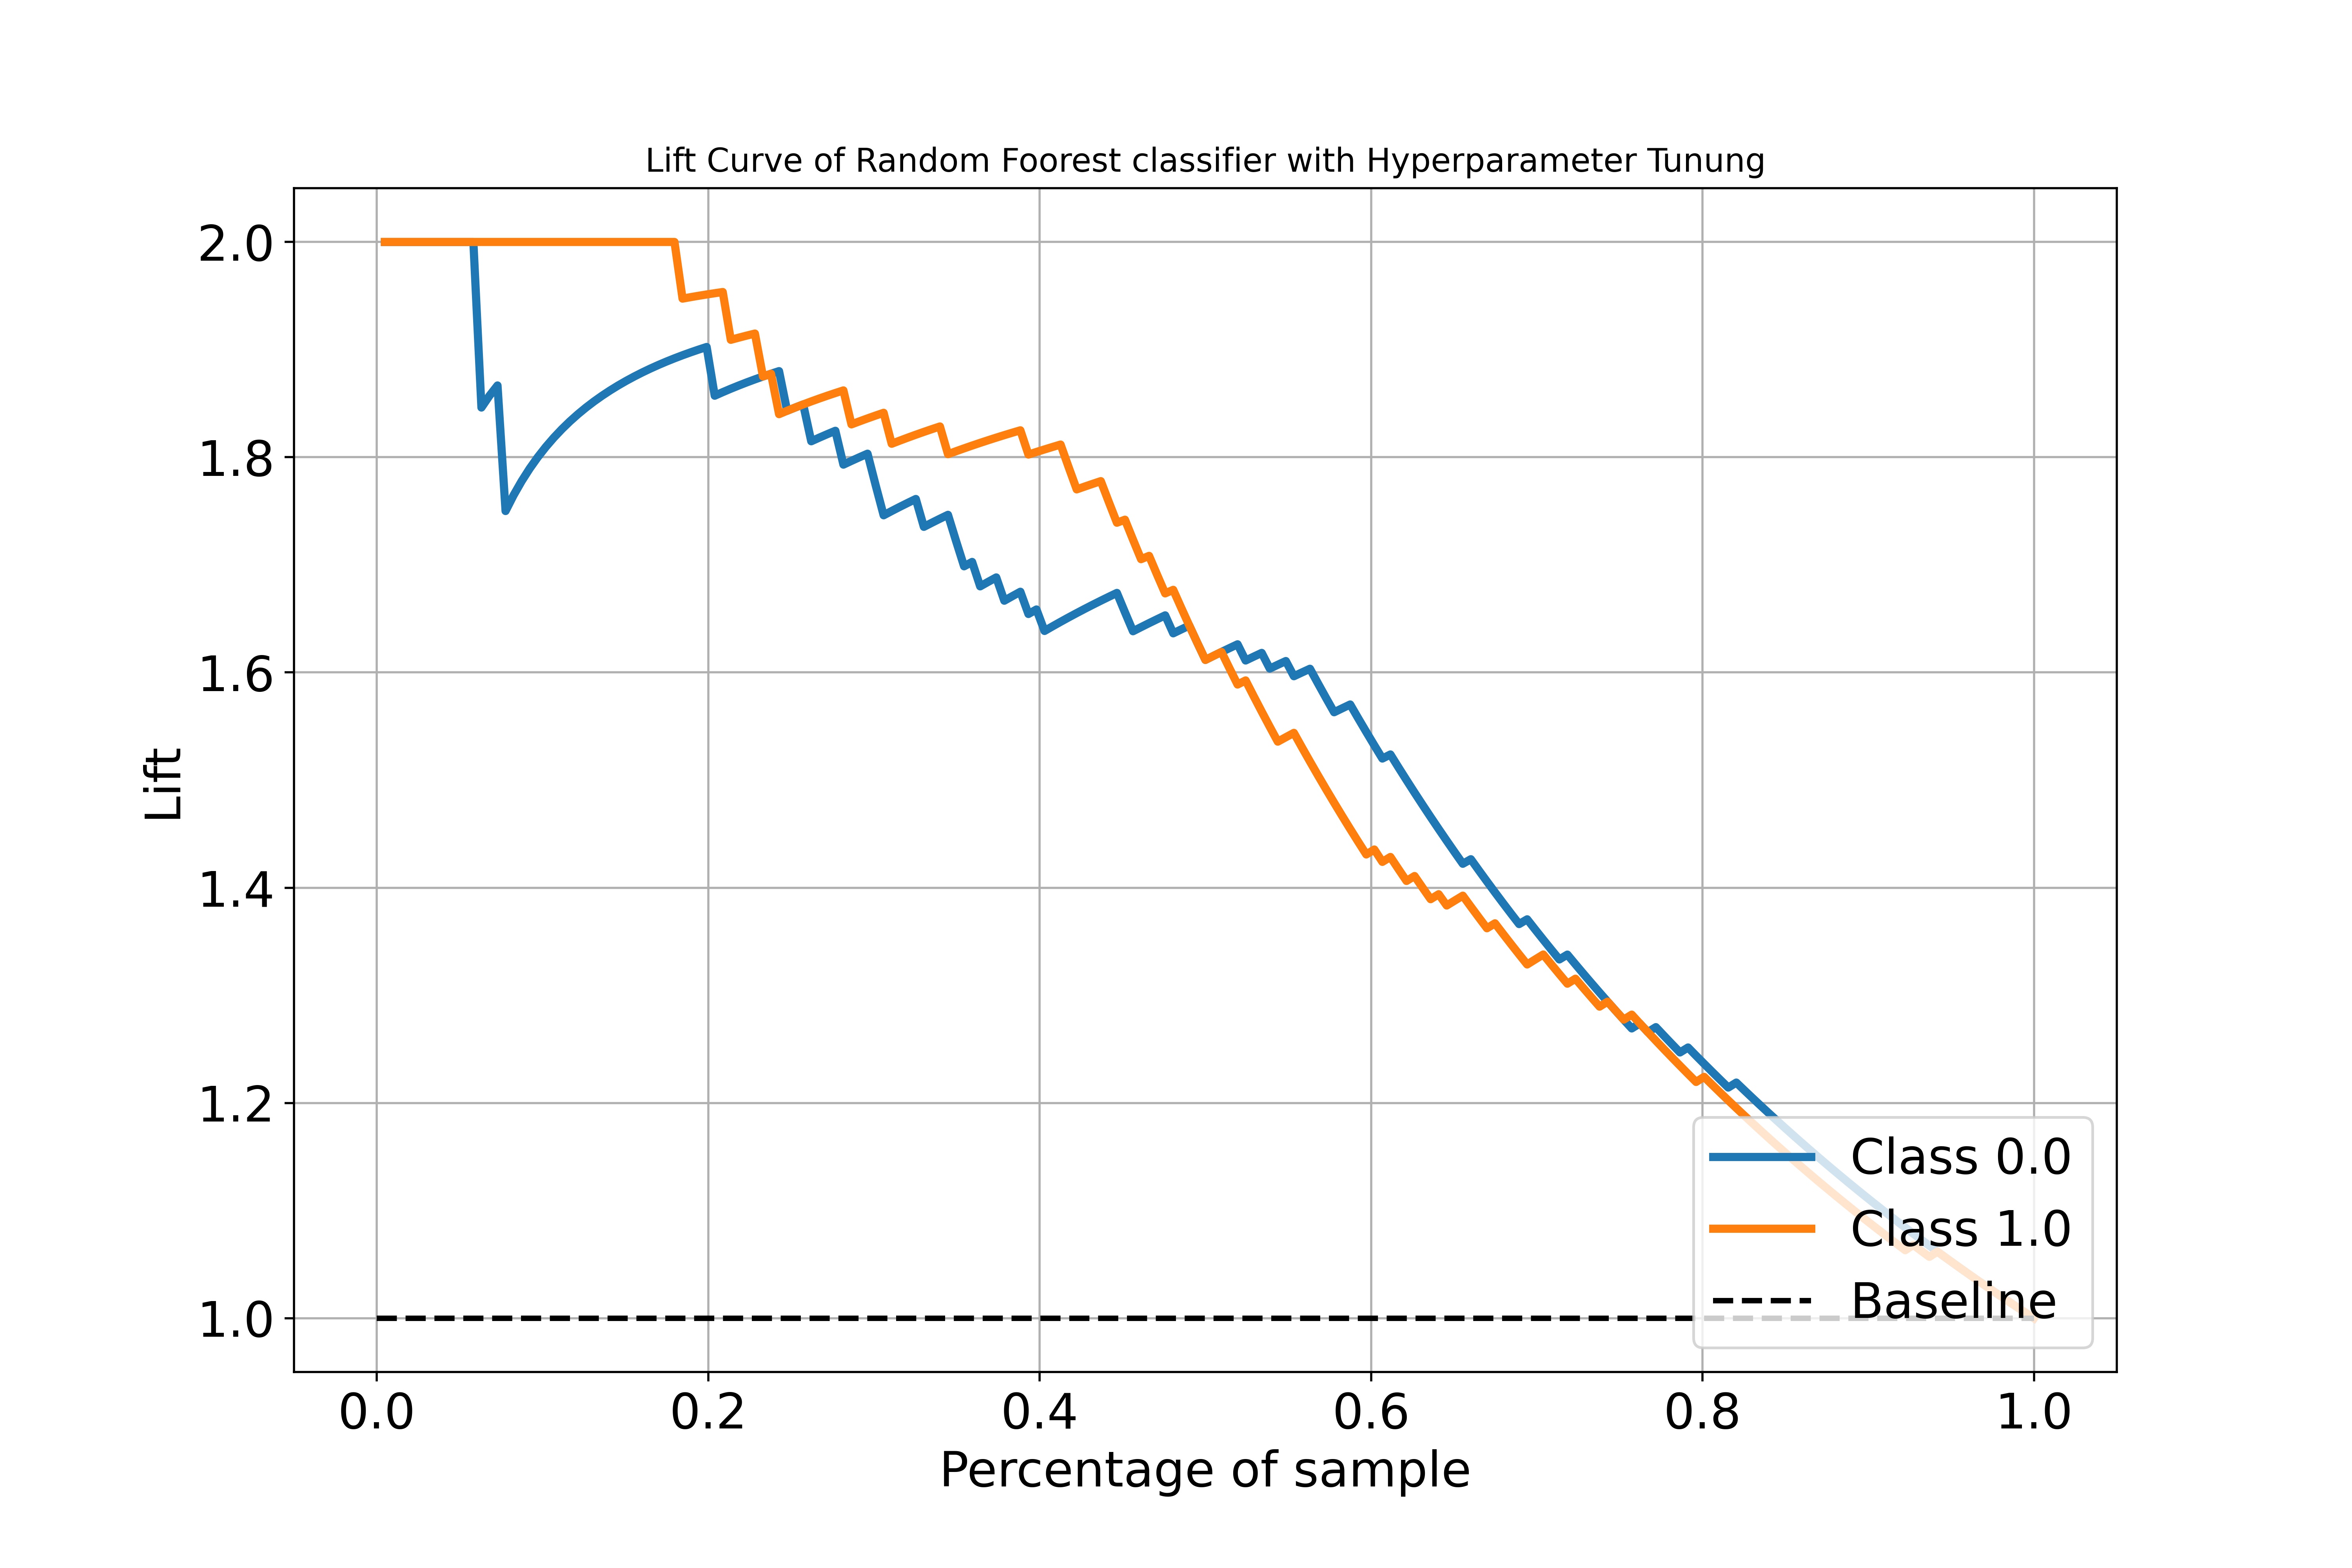 Lift Curve of Random Foorest classifier with Hyperparameter Tunung
2.0
1.8
1.6
1.4
1.2
1.0
Lift
0.0 0.2 0.4 0.6 0.8 1.0
Percentage of sample
Class 0.0
Class 1.0
Baseline